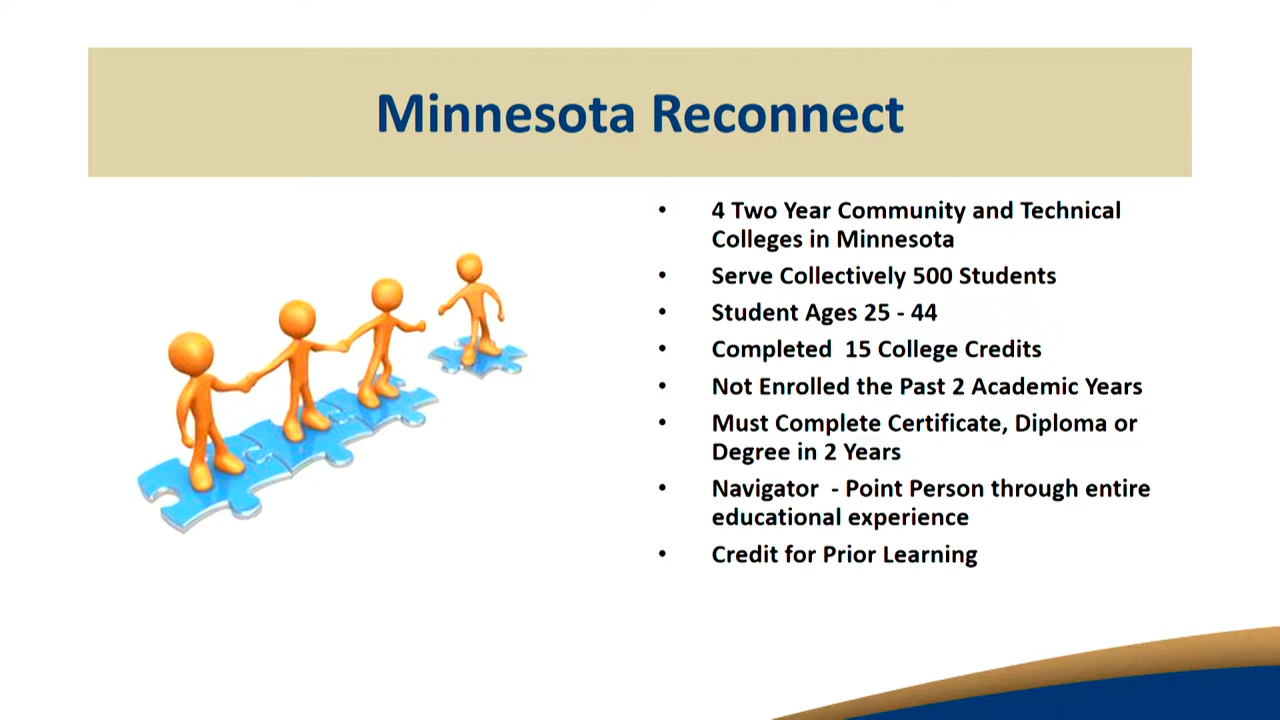 Minnesota Reconnect
• 4 Two Year Community and Technical
Colleges in Minnesota
• Serve Collectively 500 Students
• Student Ages 25 - 44
• Completed  15 College Credits
• Not Enrolled the Past 2 Academic Years
• Must Complete Certificate, Diploma or
Degree in 2 Years
• Navigator  - Point Person through entire
educational experience
• Credit for Prior Learning